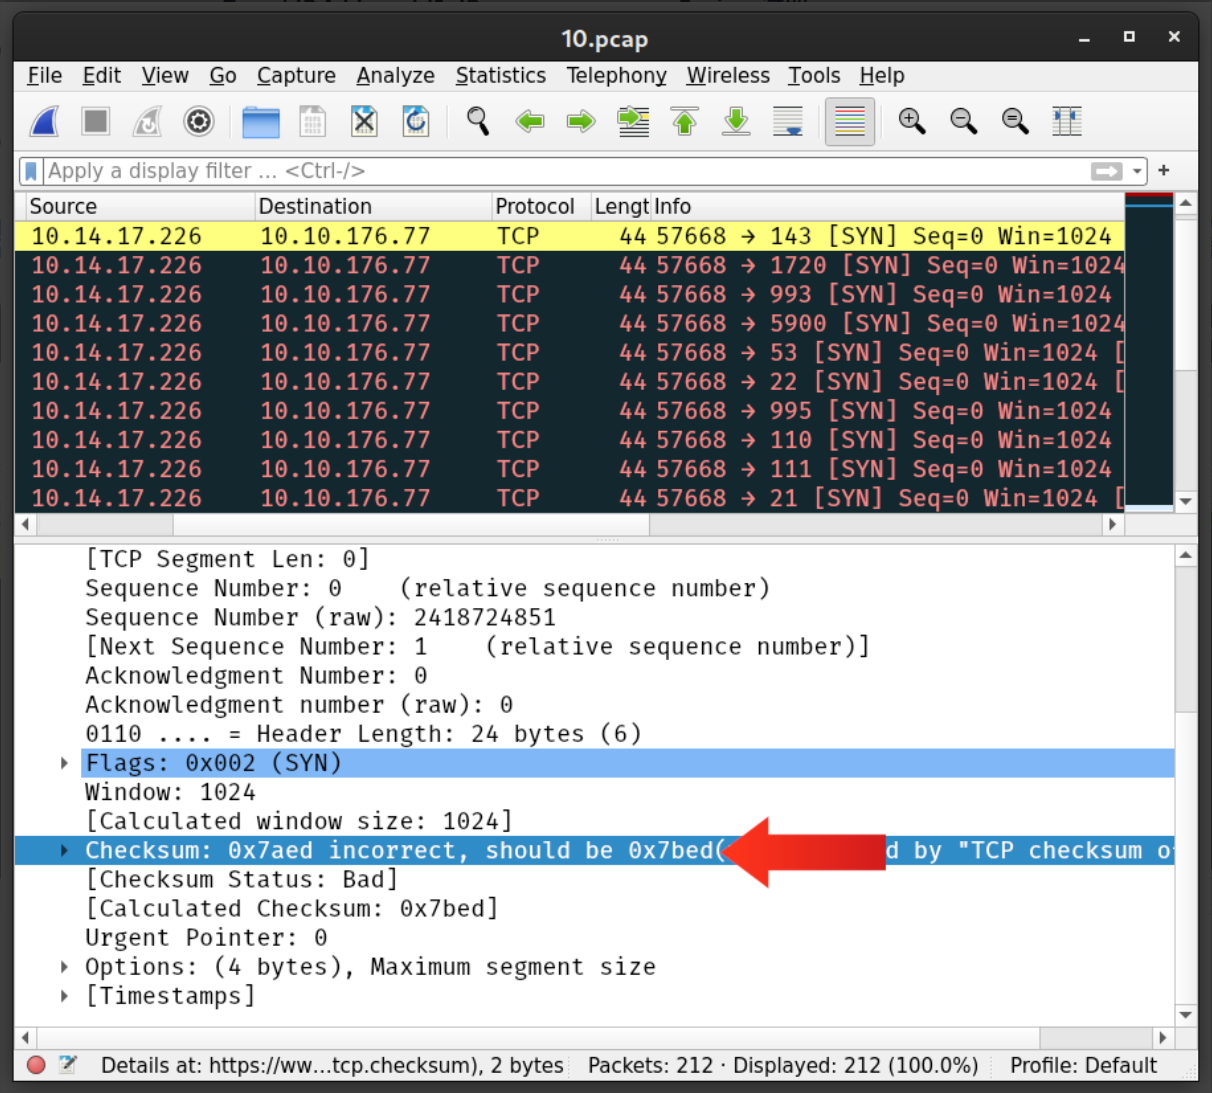 10.pcap
File Edit View Go Capture Analyze Statistics Telephony Wireless Tools Help
Apply a display filter ... <Ctrl-/>
Source Destination Protocol Lengt Info
10.14.17.226 10.10.176.77 TCP 44 57668 → 143 [SYN] Seq=0 Win=1024
10.14.17.226 10.10.176.77 TCP 44 57668 → 1720 [SYN] Seq=0 Win=1024
10.14.17.226 10.10.176.77 TCP 44 57668 → 993 [SYN] Seq=0 Win=1024
10.14.17.226 10.10.176.77 TCP 44 57668 → 5900 [SYN] Seq=0 Win=1024
10.14.17.226 10.10.176.77 TCP 44 57668 → 53 [SYN] Seq=0 Win=1024 [
10.14.17.226 10.10.176.77 TCP 44 57668 → 22 [SYN] Seq=0 Win=1024 [
10.14.17.226 10.10.176.77 TCP 44 57668 → 995 [SYN] Seq=0 Win=1024
10.14.17.226 10.10.176.77 TCP 44 57668 → 110 [SYN] Seq=0 Win=1024
10.14.17.226 10.10.176.77 TCP 44 57668 → 111 [SYN] Seq=0 Win=1024
10.14.17.226 10.10.176.77 TCP 44 57668 → 21 [SYN] Seq=0 Win=1024 [
[TCP Segment Len: 0]
Sequence Number: 0 (relative sequence number)
Sequence Number (raw): 2418724851
[Next Sequence Number: 1 (relative sequence number)]
Acknowledgment Number: 0
Acknowledgment number (raw): 0
0110 .... = Header Length: 24 bytes (6)
Flags: 0x002 (SYN)
Window: 1024
[Calculated window size: 1024]
Checksum: 0x7aed incorrect, should be 0x7bed( by "TCP checksum
[Checksum Status: Bad]
[Calculated Checksum: 0x7bed]
Urgent Pointer: 0
Options: (4 bytes), Maximum segment size
[Timestamps]
Details at: https://ww...tcp.checksum), 2 bytes Packets: 212 · Displayed: 212 (100.0%) Profile: Default